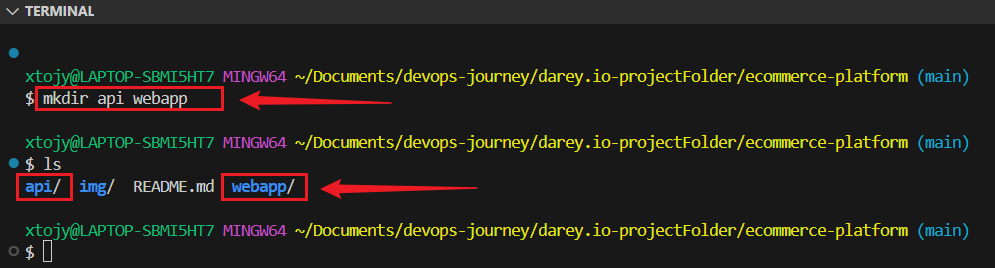 TERMINAL
xtojy@LAPTOP-SBMI5HT7 MINGW64 ~/Documents/devops-journey/darey.io-projectFolder/ecommerce-platform (main)
$ mkdir api webapp
xtojy@LAPTOP-SBMI5HT7 MINGW64 ~/Documents/devops-journey/darey.io-projectFolder/ecommerce-platform (main)
$ ls
api/ img/ README.md webapp/
xtojy@LAPTOP-SBMI5HT7 MINGW64 ~/Documents/devops-journey/darey.io-projectFolder/ecommerce-platform (main)
$